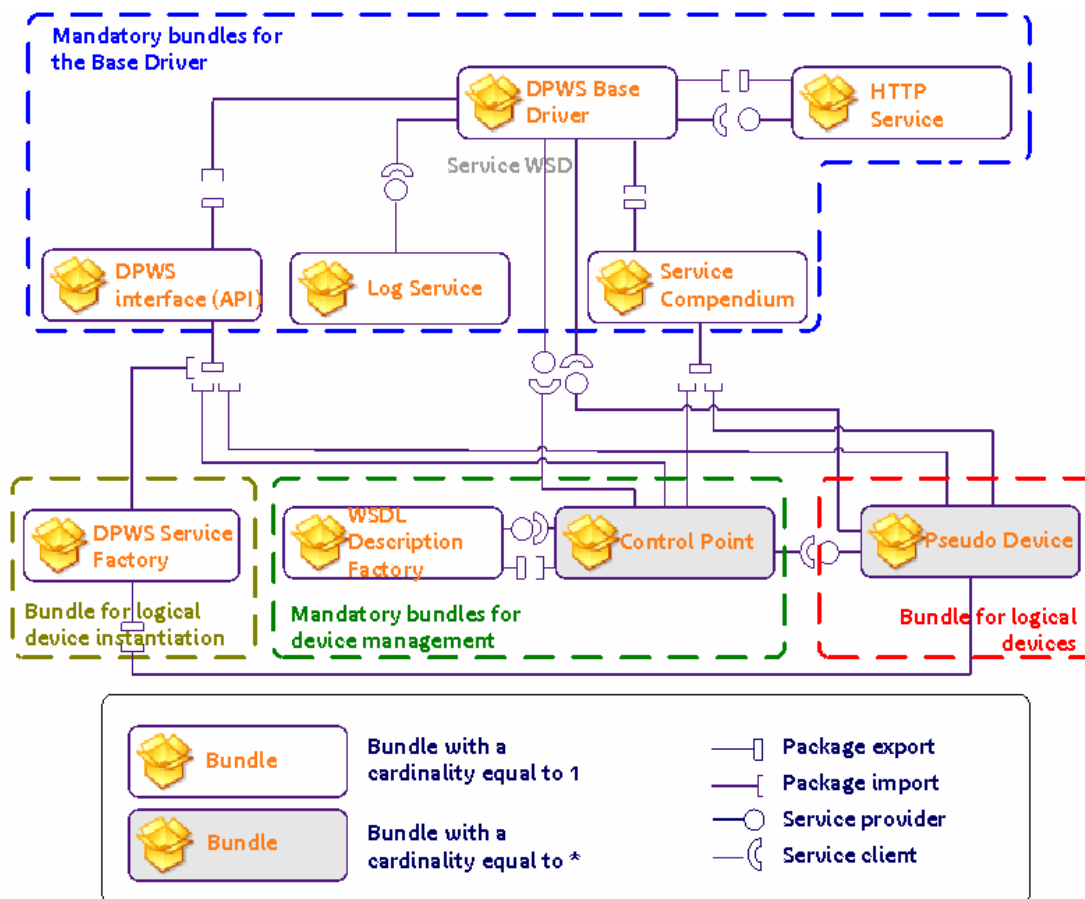 Mandatory bundles for
the Base Driver
DPWS Base
Driver
HTTP
Service
Service WSD
DPWS
interface (API)
Log Service
Service
Compendium
DPWS Service
Factory
WSDL
Description
Factory
Control Point
Pseudo Device
Bundle for logical
device instantiation
Mandatory bundles for
device management
Bundle for logical
devices
Bundle
Bundle with a
cardinality equal to 1
Bundle
Bundle with a
cardinality equal to *
Package export
Package import
Service provider
Service client